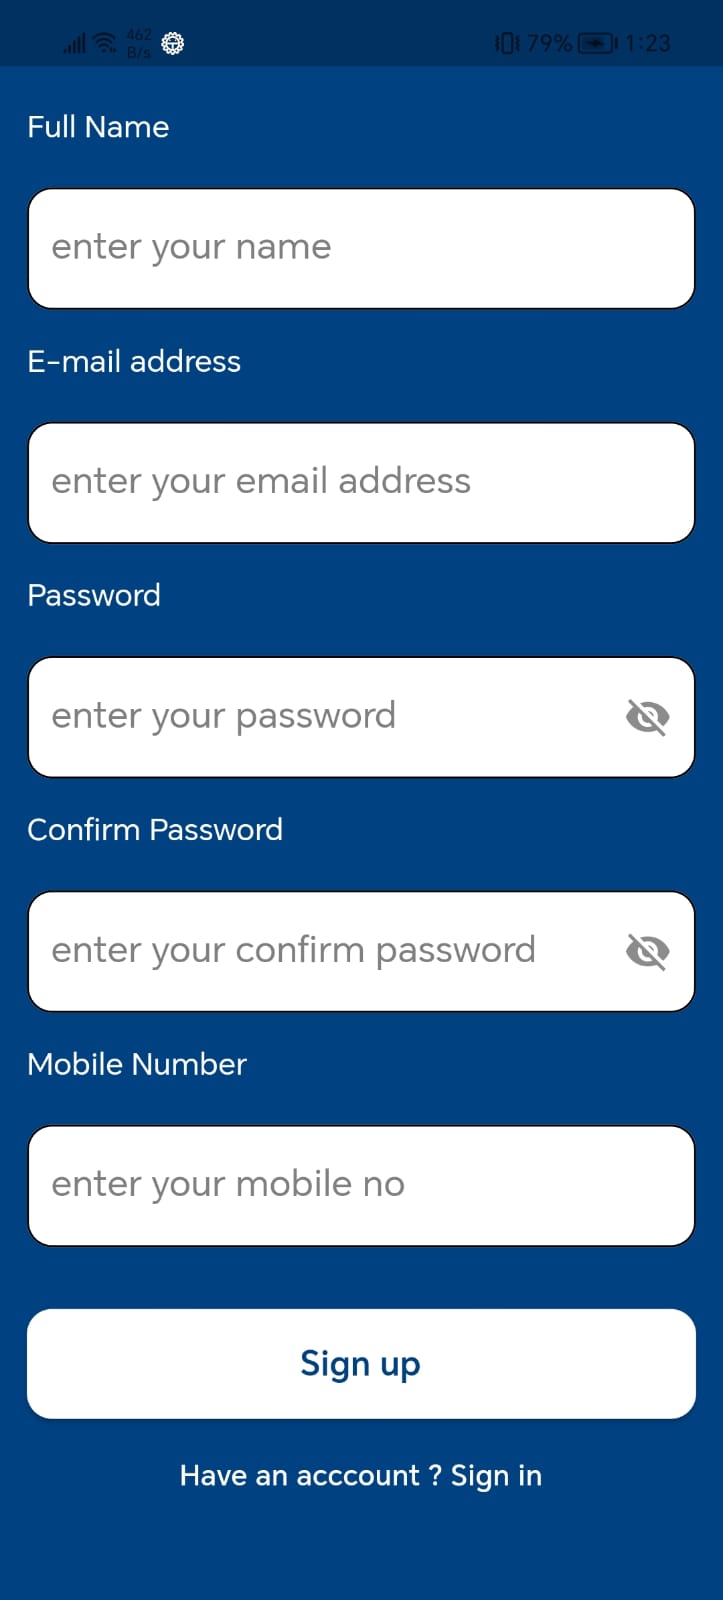 462
B/s
79%
1:23
Full Name
enter your name
E-mail address
enter your email address
Password
enter your password
Confirm Password
enter your confirm password
Mobile Number
enter your mobile no
Sign up
Have an acccount ? Sign in